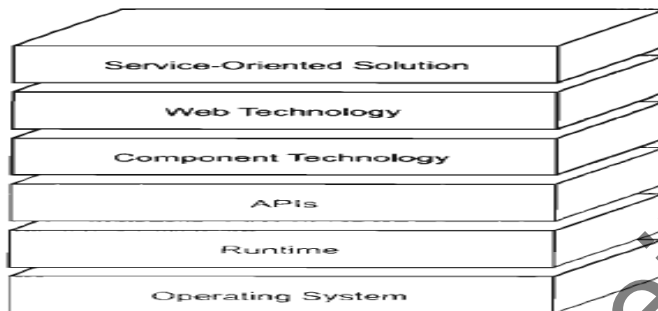 Service-Oriented Solution
Web Technology
Component Technology
APIs
Runtime
Operating System